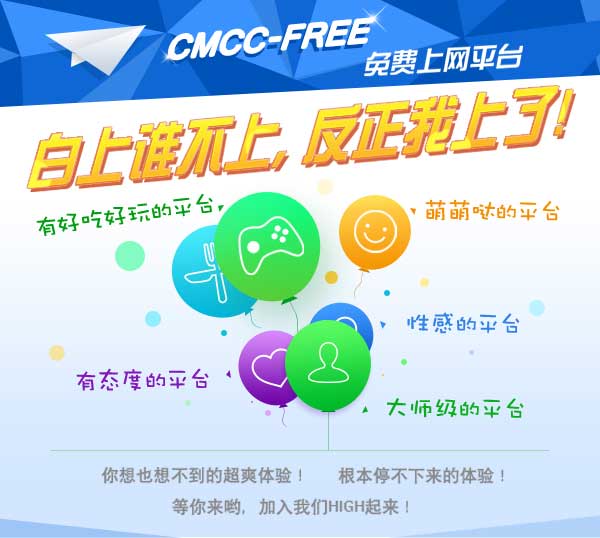 CMCC-FREE
免费上网平台
白上谁不上,反正我上了!
有好吃好玩的平台
萌萌哒的平台
性感的平台
有态度的平台
大师级的平台
你想也想不到的超爽体验! 根本停不下来的体验!
等你来哟,加入我们HIGH起来!